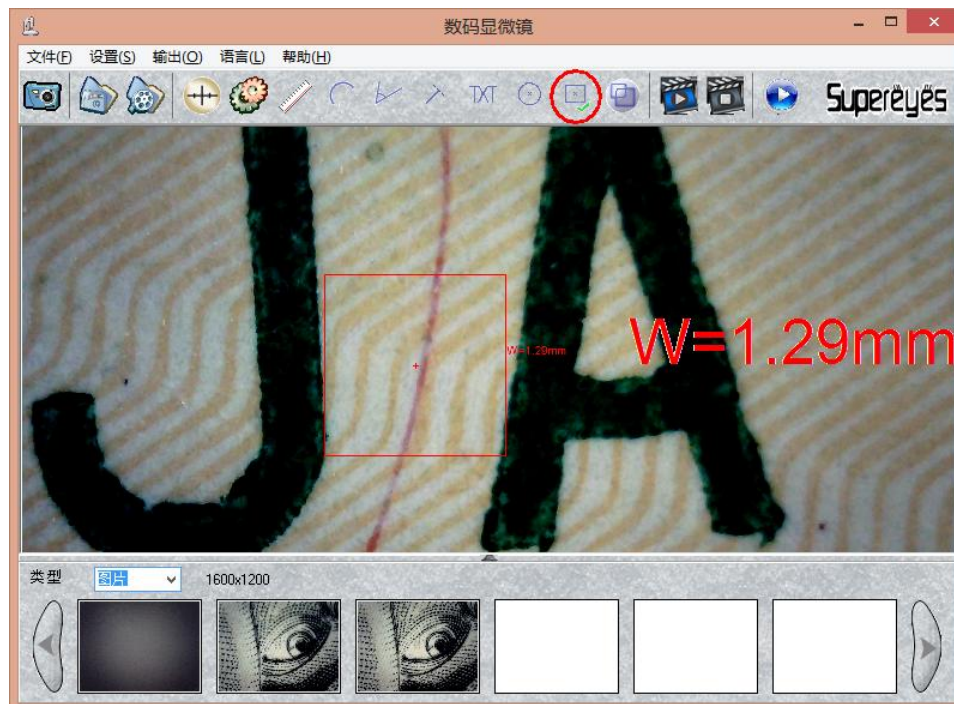 数码显微镜
文件(F) 设置(S) 输出(O) 语言(L) 帮助(H)
TXT
Supereyes
JA
W=1.29mm
W=1.29mm
类型 图片 1600x1200